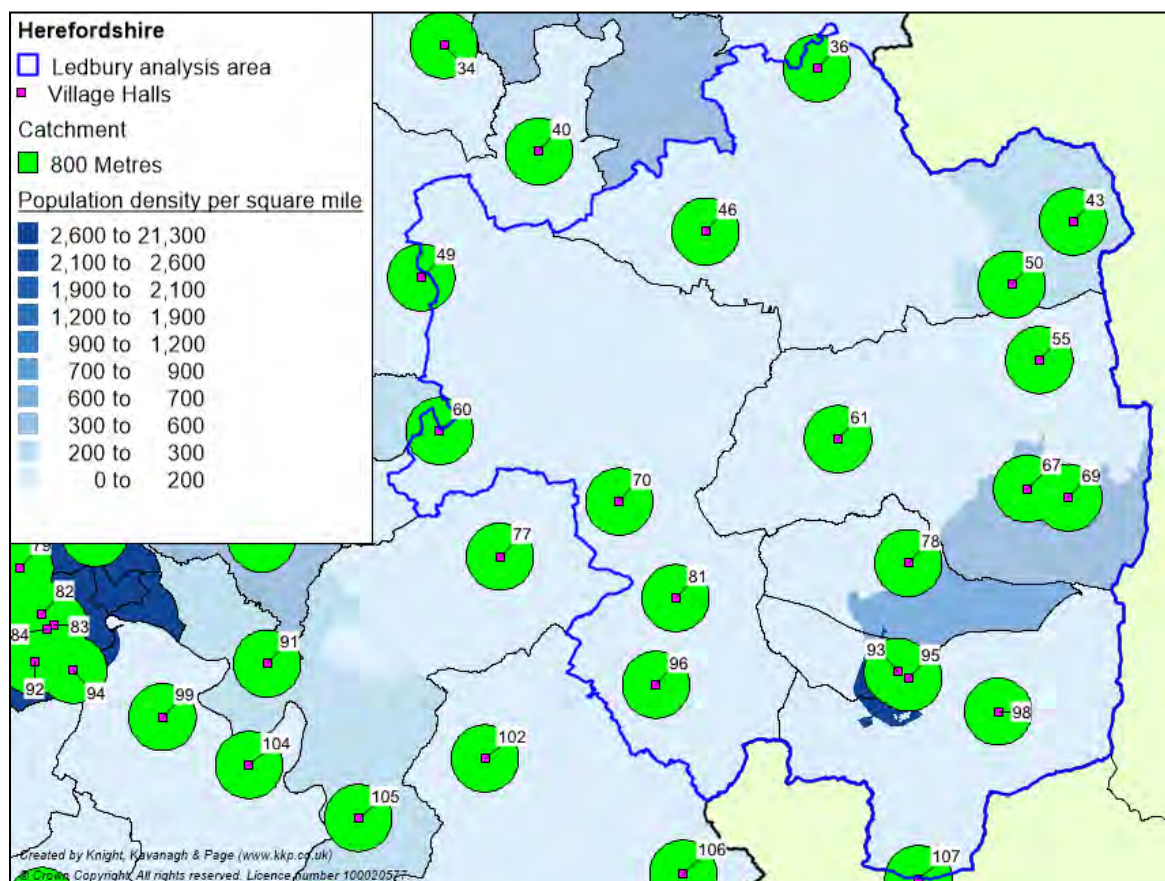 Herefordshire
Ledbury analysis area
Village Halls
Catchment
800 Metres
Population density per square mile
2,600 to 21,300
2,100 to 2,600
1,900 to 2,100
1,200 to 1,900
900 to 1,200
700 to 900
600 to 700
300 to 600
200 to 300
0 to 200
34
36
40
43
46
49
50
55
60
61
67
69
70
77
78
79
81
82
83
84
91
92
93
94
95
96
98
99
102
104
105
106
107
Created by Knight, Kavanagh & Page (www.kkp.co.uk)
© Crown Copyright. All rights reserved. Licence number 100020577